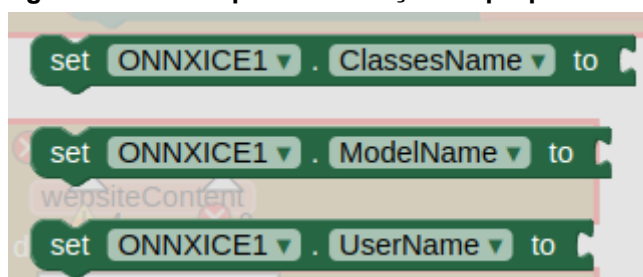 set ONNXICE1 . ClassesName to
set ONNXICE1 . ModelName to
websiteContent
set ONNXICE1 . UserName to